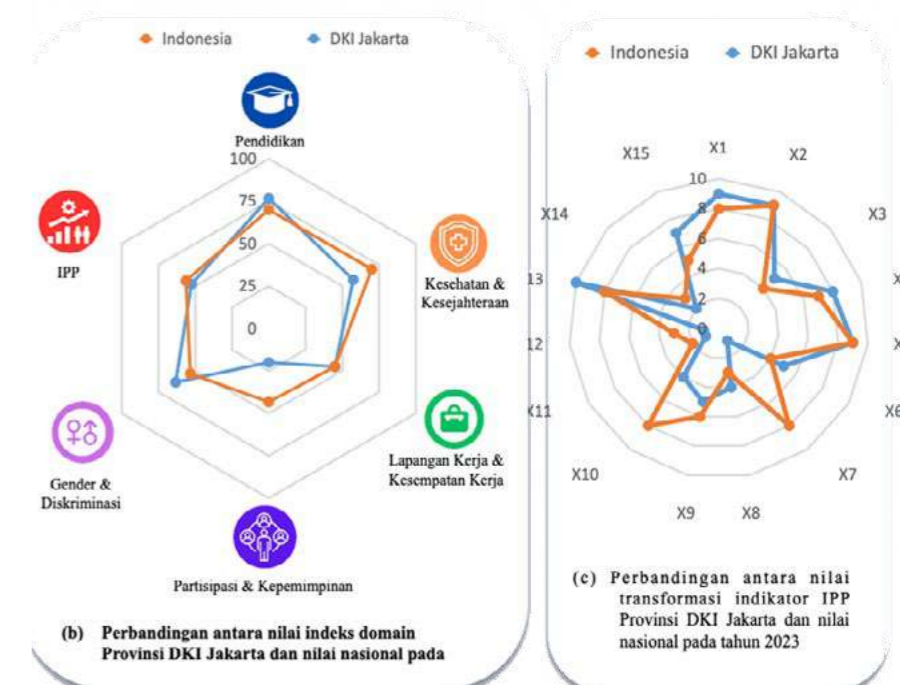 Indonesia
DKI Jakarta
Pendidikan
100
75
50
25
0
IPP
Kesehatan &
Kesejahteraan
Lapangan Kerja &
Kesempatan Kerja
Gender &
Diskriminasi
Partisipasi & Kepemimpinan
(b) Perbandingan antara nilai indeks domain
Provinsi DKI Jakarta dan nilai nasional pada
Indonesia
DKI Jakarta
X1
X2
X3
X6
X7
X8
X9
X10
X11
12
13
X14
X15
10
8
6
4
2
0
(c) Perbandingan antara nilai
transformasi indikator IPP
Provinsi DKI Jakarta dan nilai
nasional pada tahun 2023